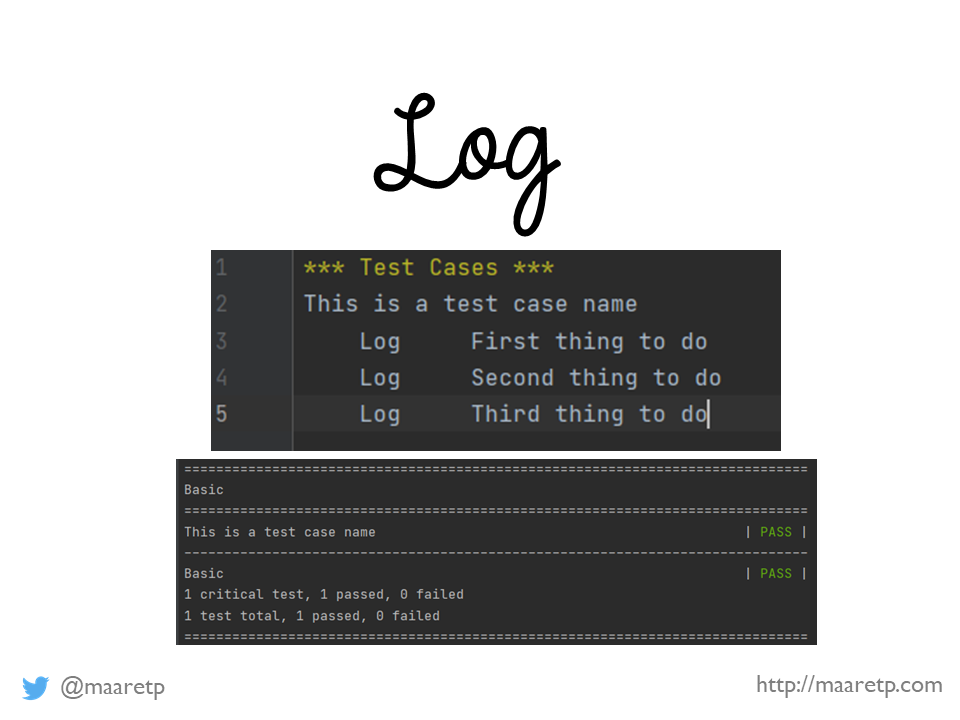 Log
1 *** Test Cases ***
2 This is a test case name
3     Log     First thing to do
4     Log     Second thing to do
5     Log     Third thing to do
==============================================================================
Basic
==============================================================================
This is a test case name                                              | PASS |
------------------------------------------------------------------------------
Basic                                                                 | PASS |
1 critical test, 1 passed, 0 failed
1 test total, 1 passed, 0 failed
==============================================================================
@maaretp
http://maaretp.com